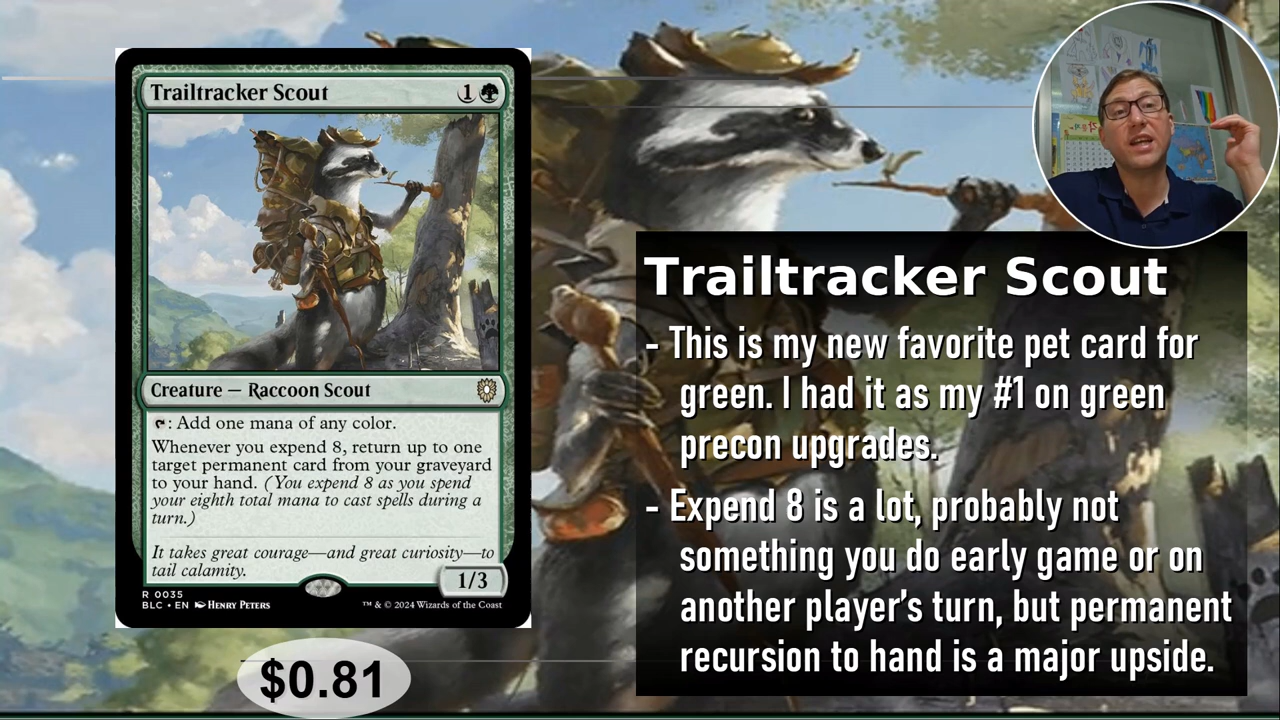 Trailtracker Scout 1
Creature — Raccoon Scout
: Add one mana of any color.
Whenever you expend 8, return up to one
target permanent card from your graveyard
to your hand. (You expend 8 as you spend
your eighth total mana to cast spells during a
turn.)
It takes great courage—and great curiosity—to
tail calamity.
1/3
R 0035
BLC • EN HENRY PETERS
™ & © 2024 Wizards of the Coast
$0.81
Trailtracker Scout
- This is my new favorite pet card for
green. I had it as my #1 on green
precon upgrades.
- Expend 8 is a lot, probably not
something you do early game or on
another player's turn, but permanent
recursion to hand is a major upside.